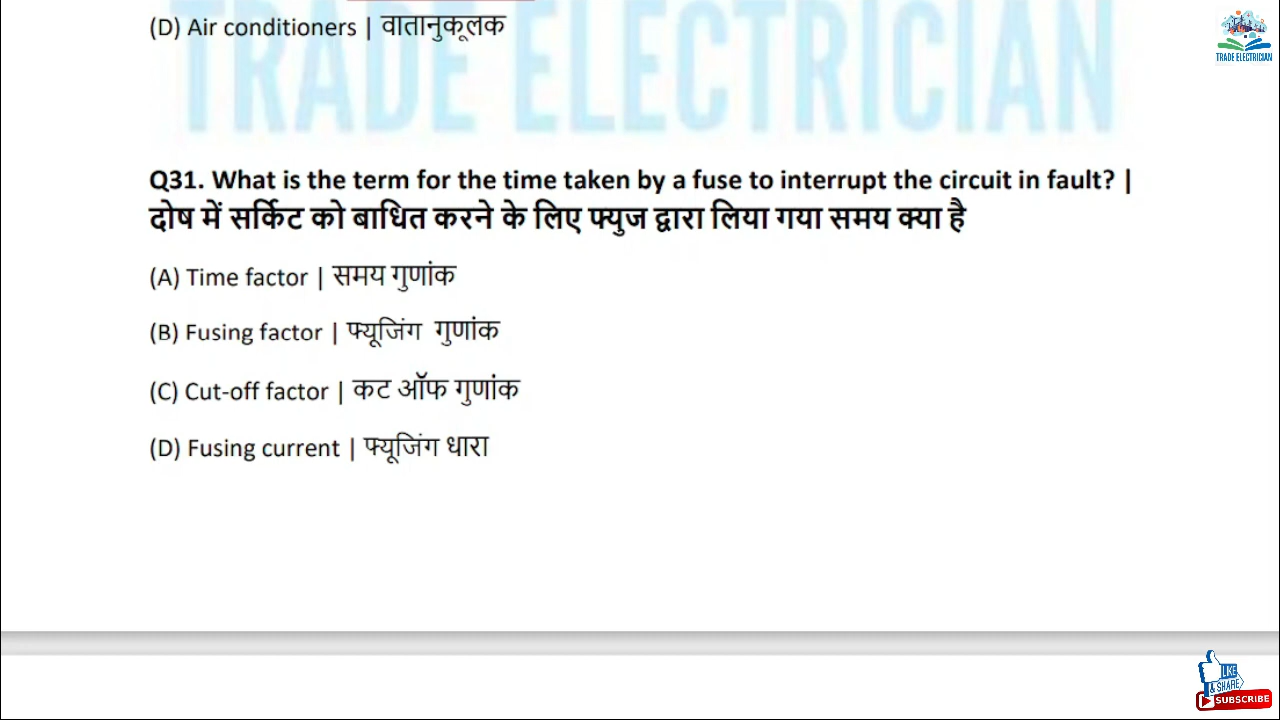 (D) Air conditioners | वातानुकूलक
TRADE ELECTRICIAN
TRADE ELECTRICIAN
Q31. What is the term for the time taken by a fuse to interrupt the circuit in fault? |
दोष में सर्किट को बाधित करने के लिए फ्युज द्वारा लिया गया समय क्या है
(A) Time factor | समय गुणांक
(B) Fusing factor | फ्यूजिंग गुणांक
(C) Cut-off factor | कट ऑफ गुणांक
(D) Fusing current | फ्यूजिंग धारा
LIKE
& SHARE
SUBSCRIBE